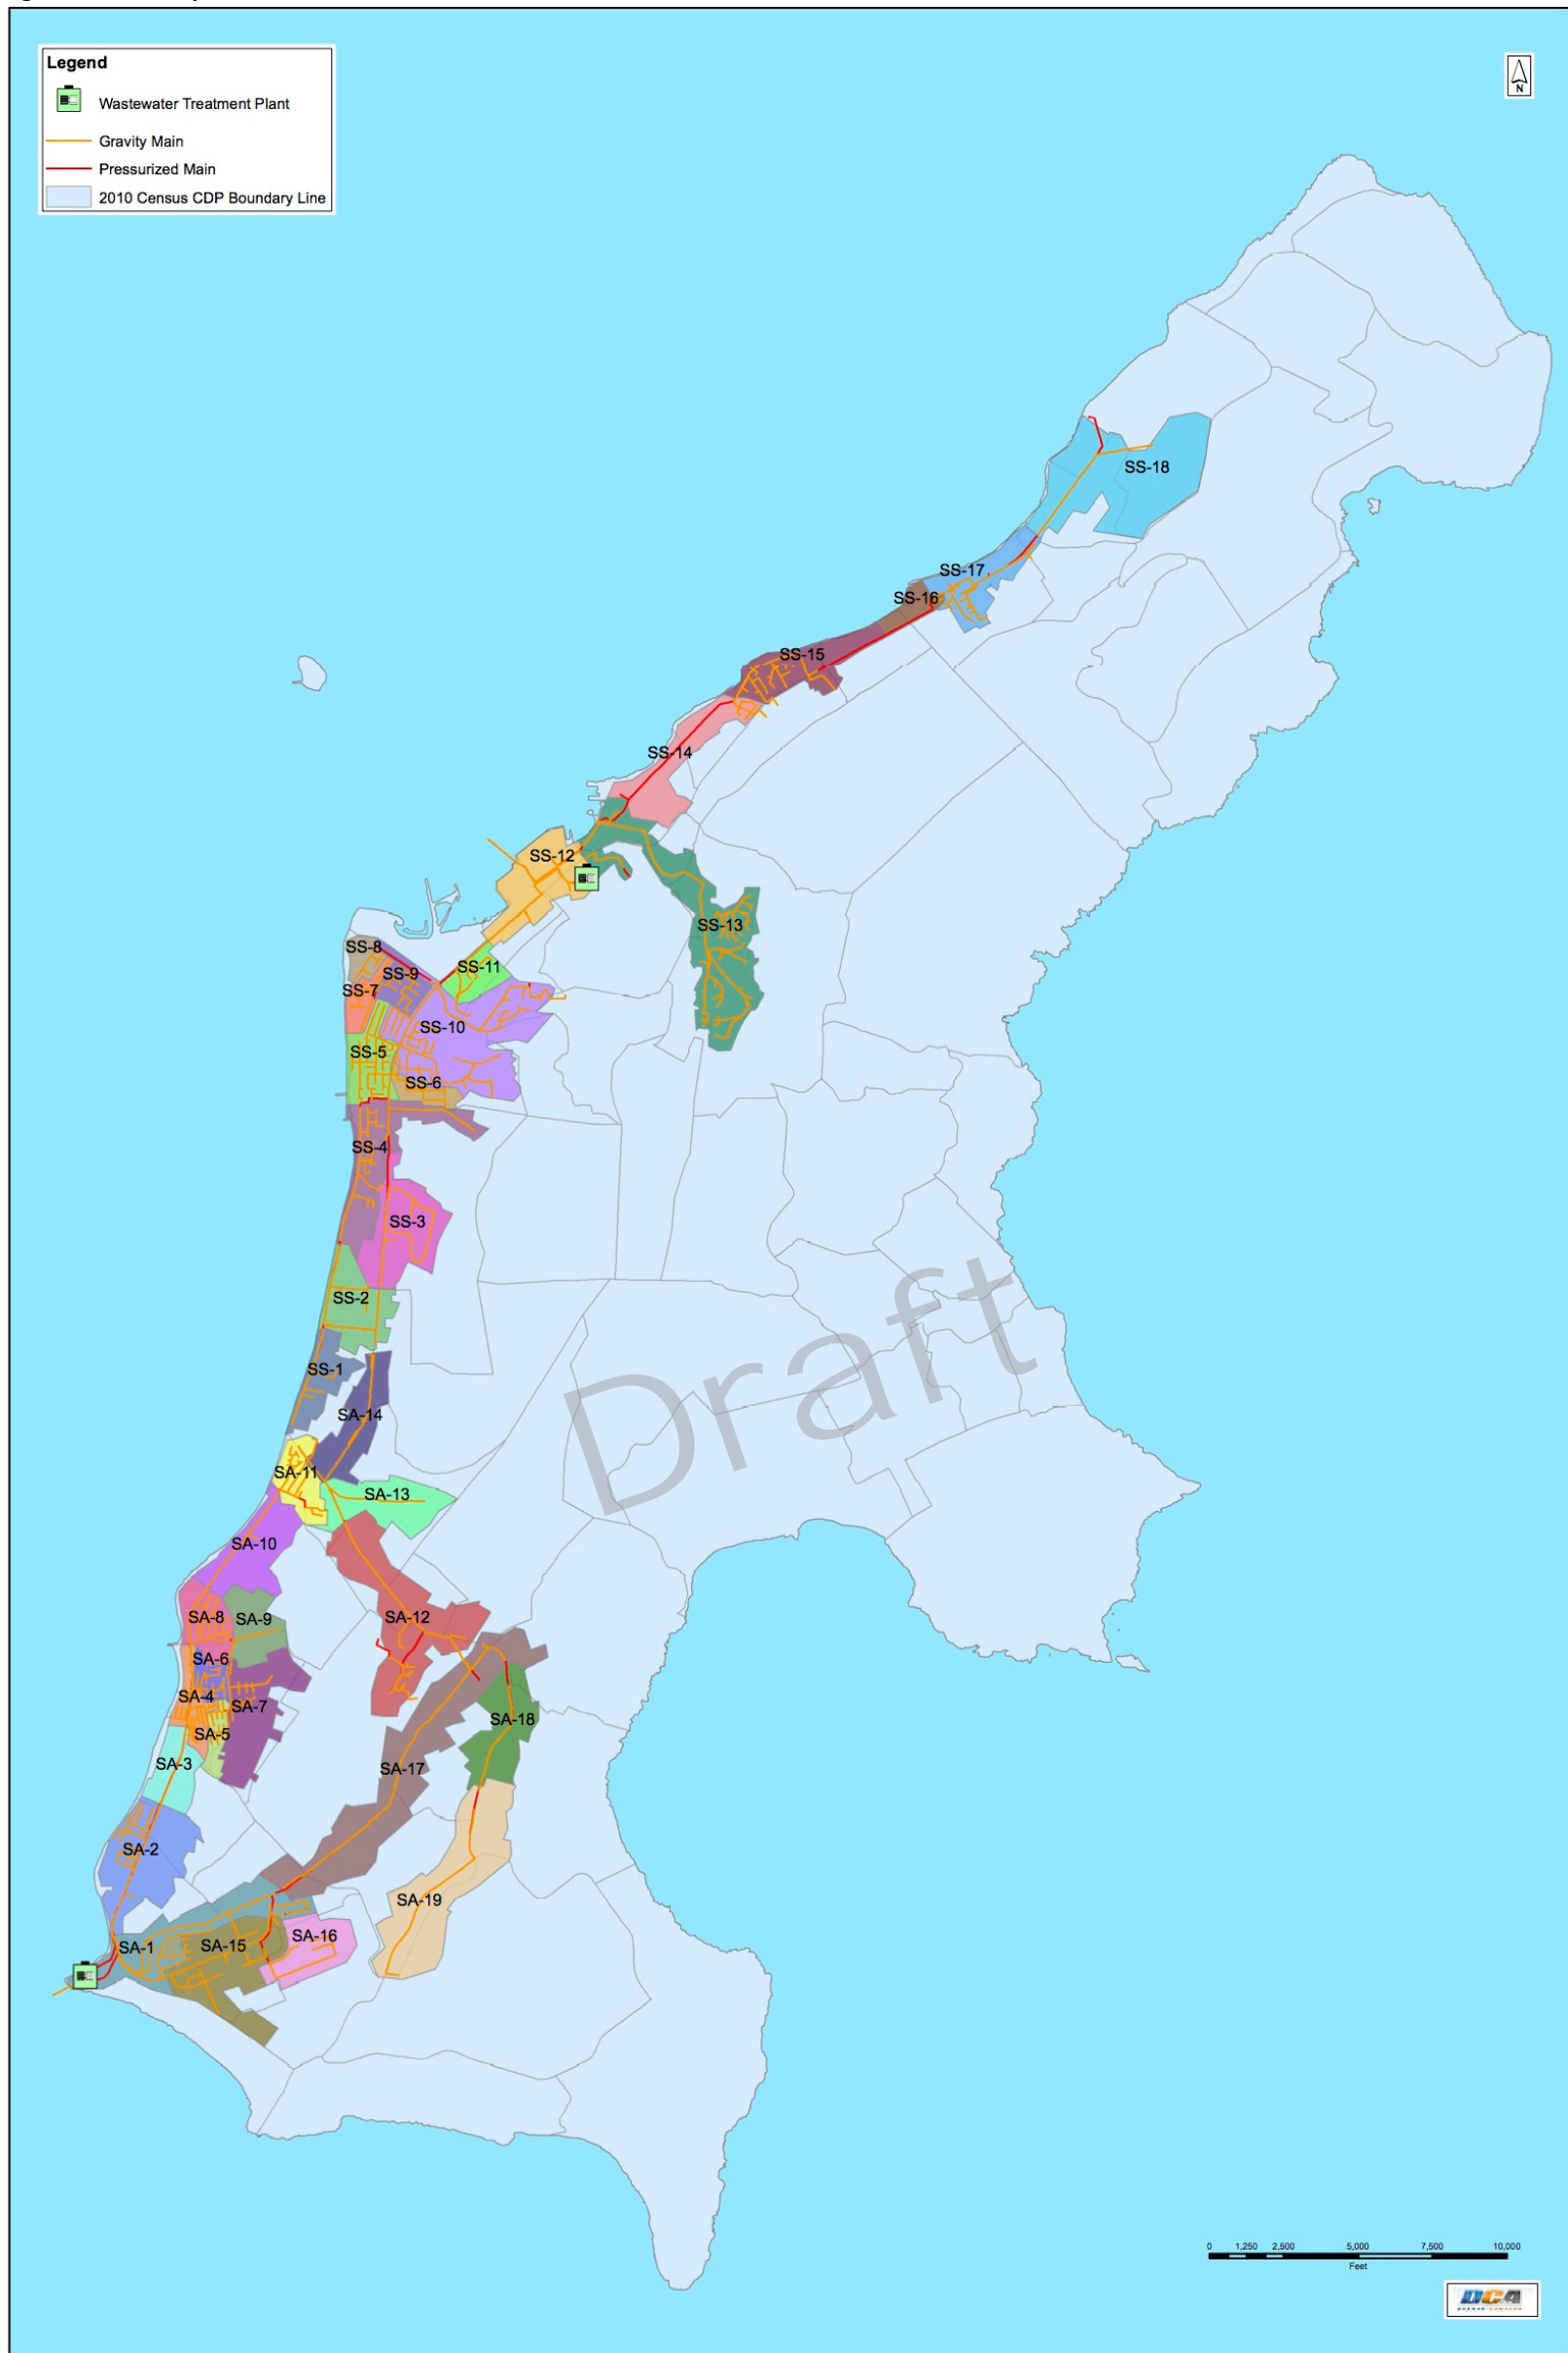 Legend
Wastewater Treatment Plant
Gravity Main
Pressurized Main
2010 Census CDP Boundary Line
N
SS-18
SS-17
SS-16
SS-15
SS-14
SS-12
SS-13
SS-8
SS-9
SS-11
SS-7
SS-10
SS-5
SS-6
SS-4
SS-3
SS-2
SS-1
SA-14
SA-11
SA-13
SA-10
SA-8
SA-9
SA-12
SA-6
SA-4
SA-7
SA-5
SA-18
SA-3
SA-17
SA-2
SA-19
SA-1
SA-15
SA-16
Draft
0 1,250 2,500 5,000 7,500 10,000
Feet
DCA